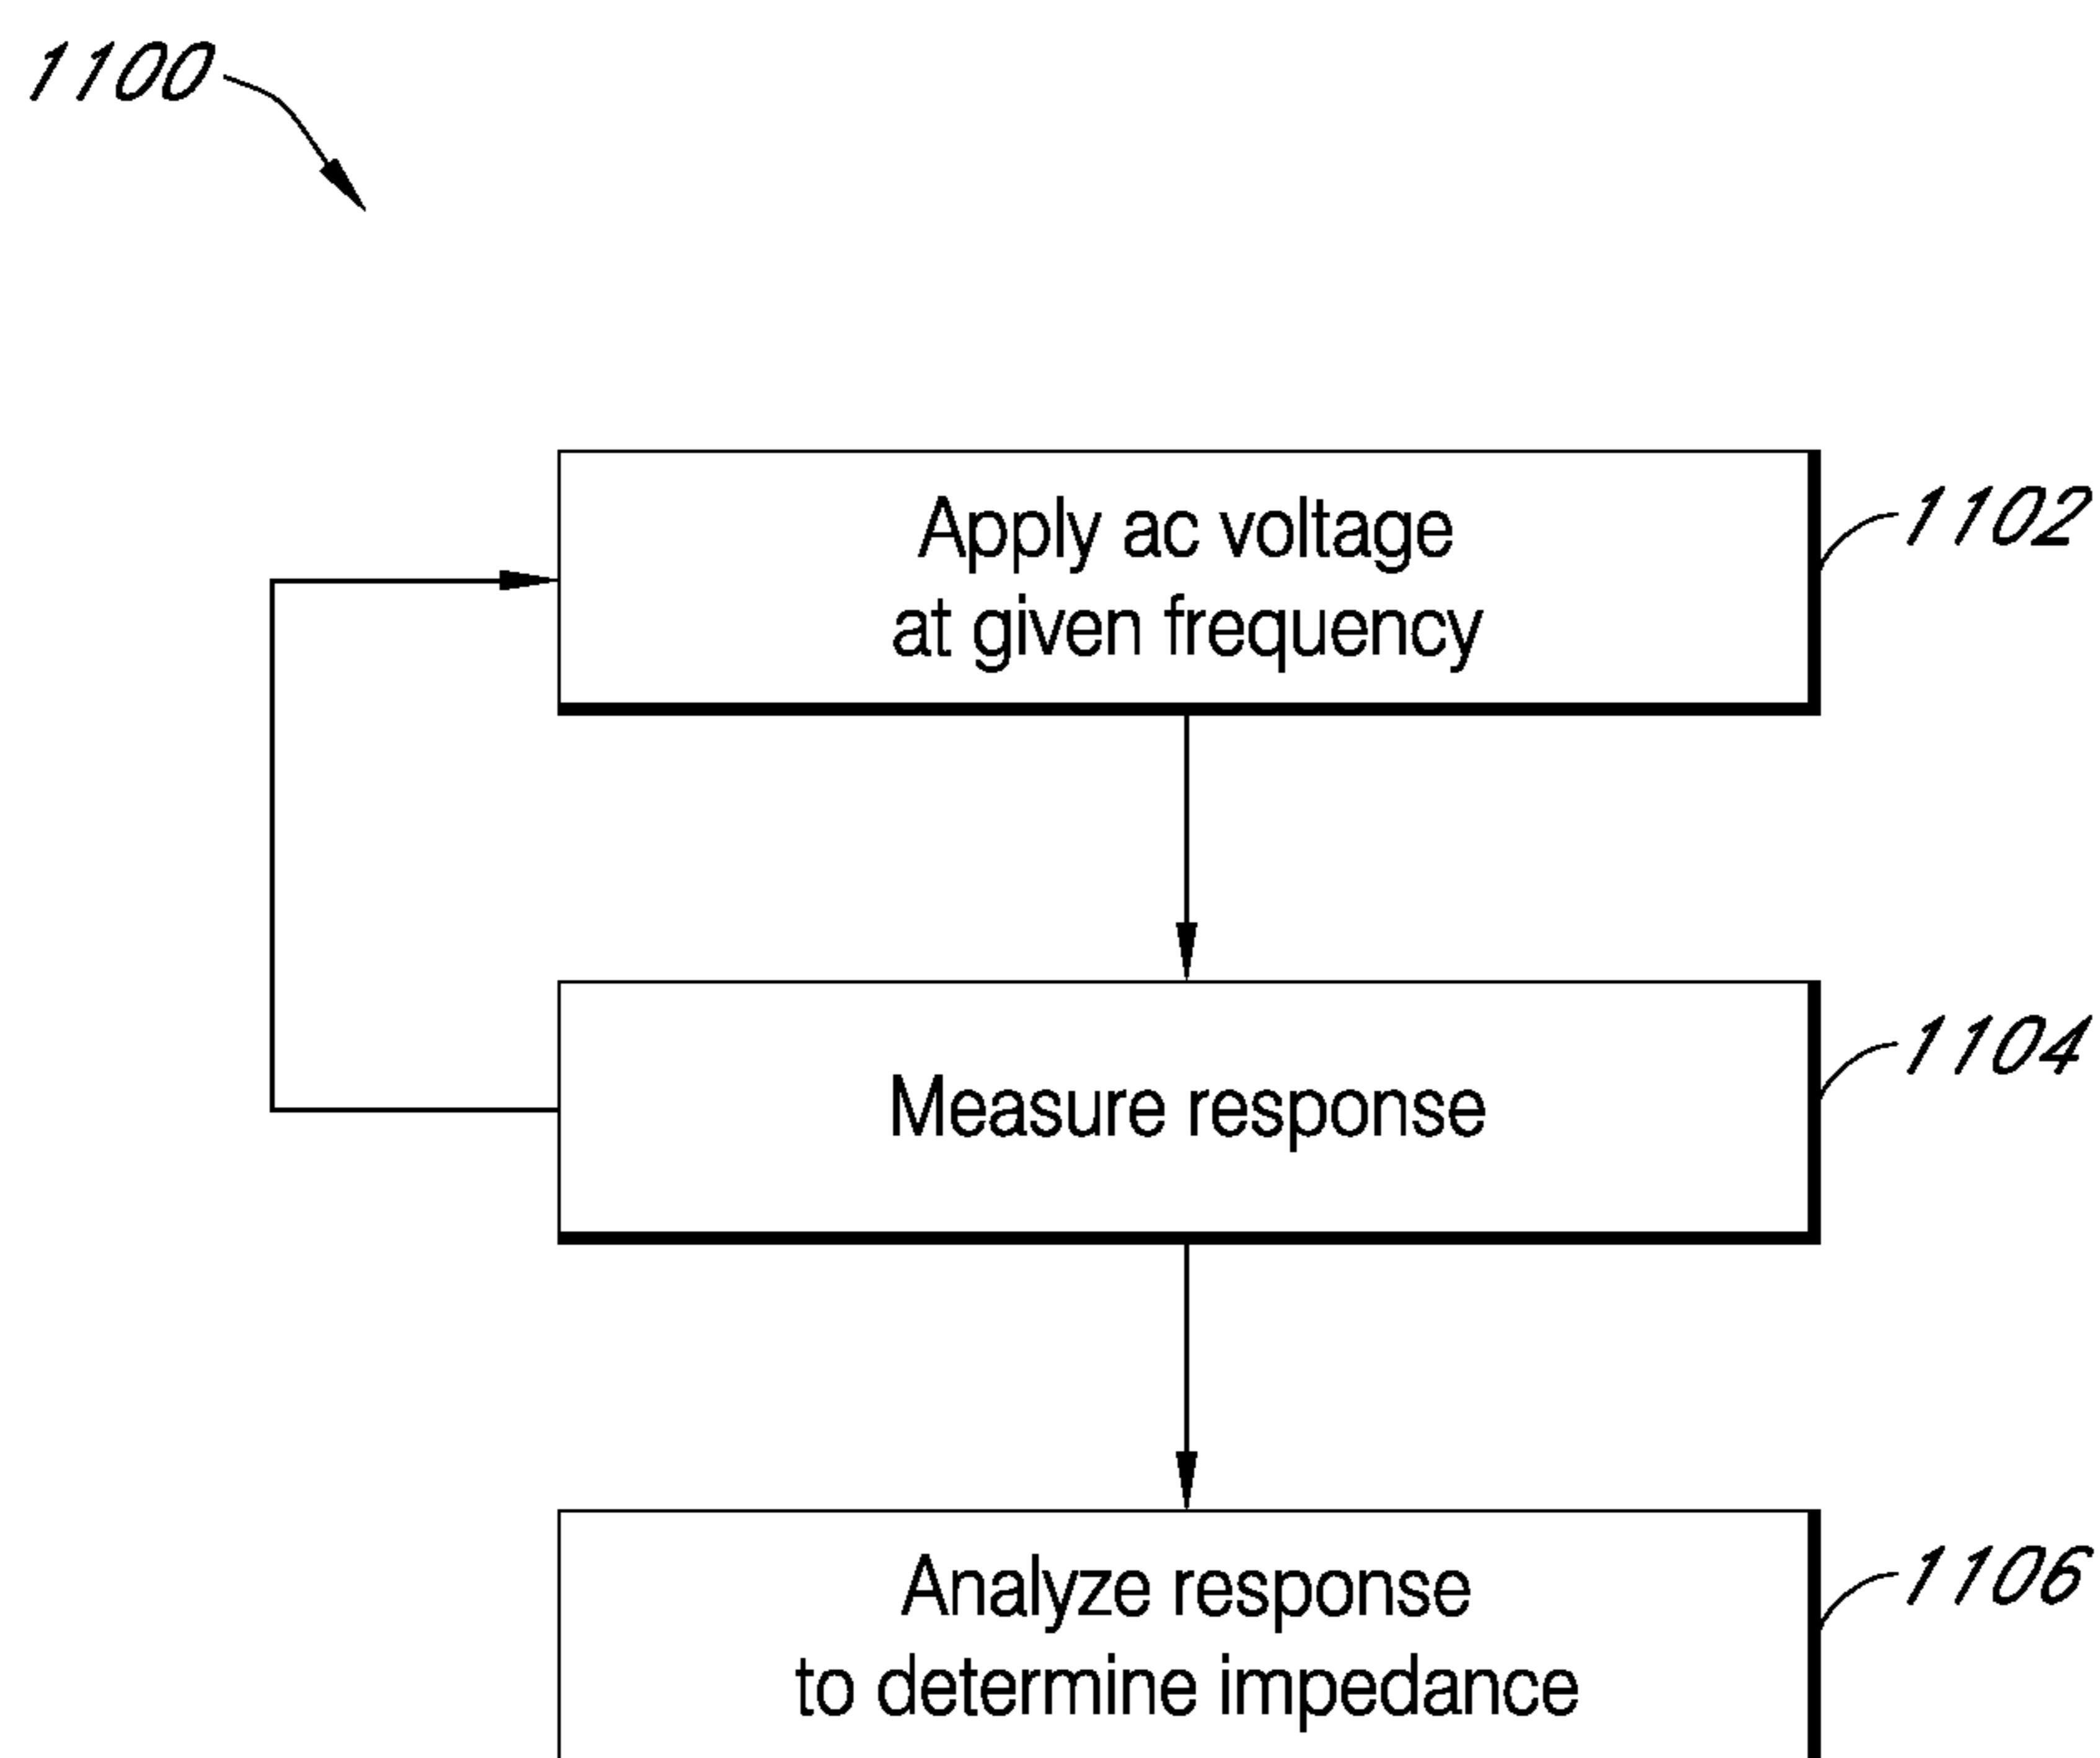 1100
Apply ac voltage
at given frequency
1102
Measure response
1104
Analyze response
to determine impedance
1106